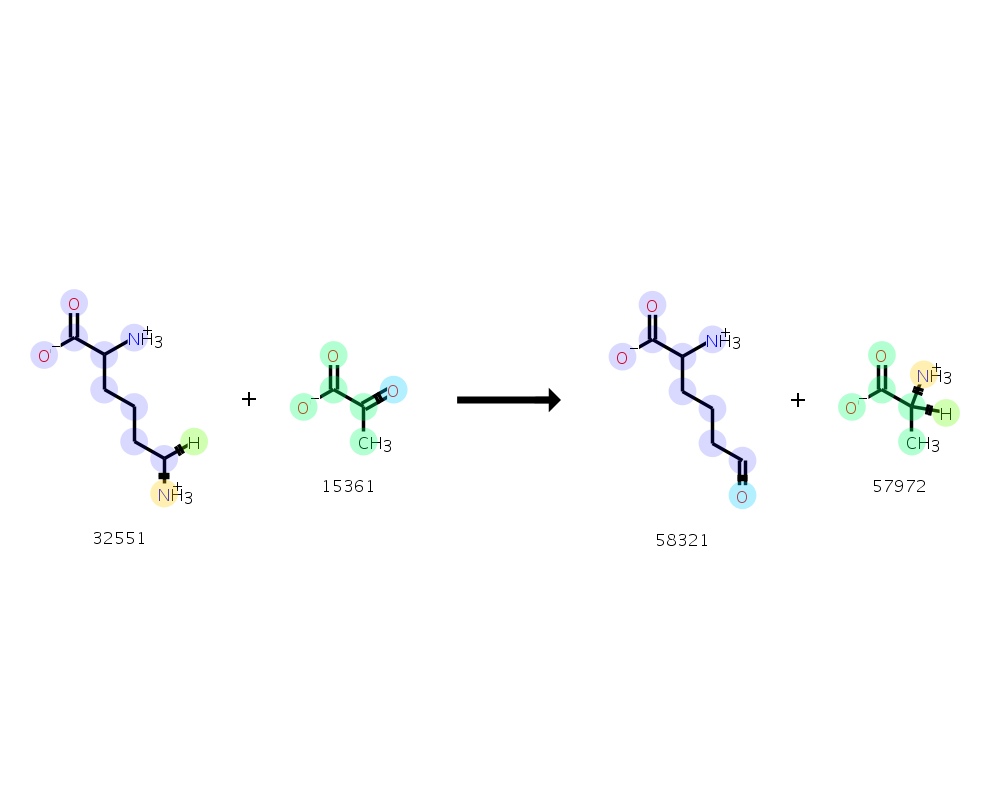 O
O⁻
NH3⁺
H
NH3⁺
32551
+
O
O⁻
O
CH3
15361
O
O⁻
NH3⁺
O
58321
+
O
O⁻
NH3⁺
H
CH3
57972